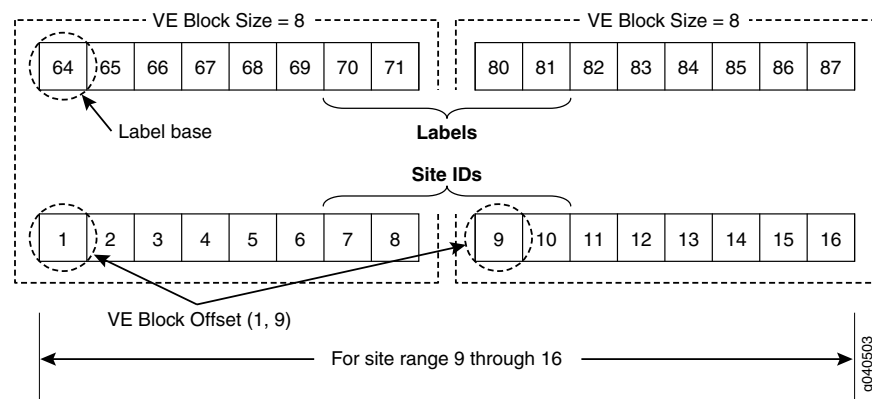 VE Block Size = 8 VE Block Size = 8
64 65 66 67 68 69 70 71 80 81 82 83 84 85 86 87
Label base
Labels
Site IDs
1 2 3 4 5 6 7 8 9 10 11 12 13 14 15 16
VE Block Offset (1, 9)
For site range 9 through 16
g040503